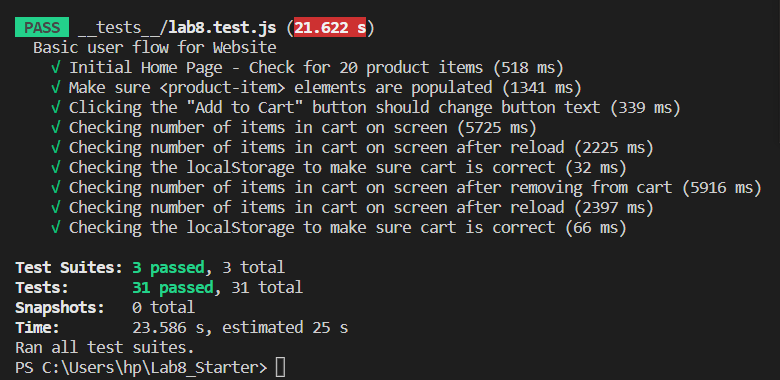 PASS __tests__/lab8.test.js (21.622 s)
Basic user flow for Website
√ Initial Home Page - Check for 20 product items (518 ms)
√ Make sure <product-item> elements are populated (1341 ms)
√ Clicking the "Add to Cart" button should change button text (339 ms)
√ Checking number of items in cart on screen (5725 ms)
√ Checking number of items in cart on screen after reload (2225 ms)
√ Checking the localStorage to make sure cart is correct (32 ms)
√ Checking number of items in cart on screen after removing from cart (5916 ms)
√ Checking number of items in cart on screen after reload (2397 ms)
√ Checking the localStorage to make sure cart is correct (66 ms)
Test Suites: 3 passed, 3 total
Tests: 31 passed, 31 total
Snapshots: 0 total
Time: 23.586 s, estimated 25 s
Ran all test suites.
PS C:\Users\hp\Lab8_Starter>